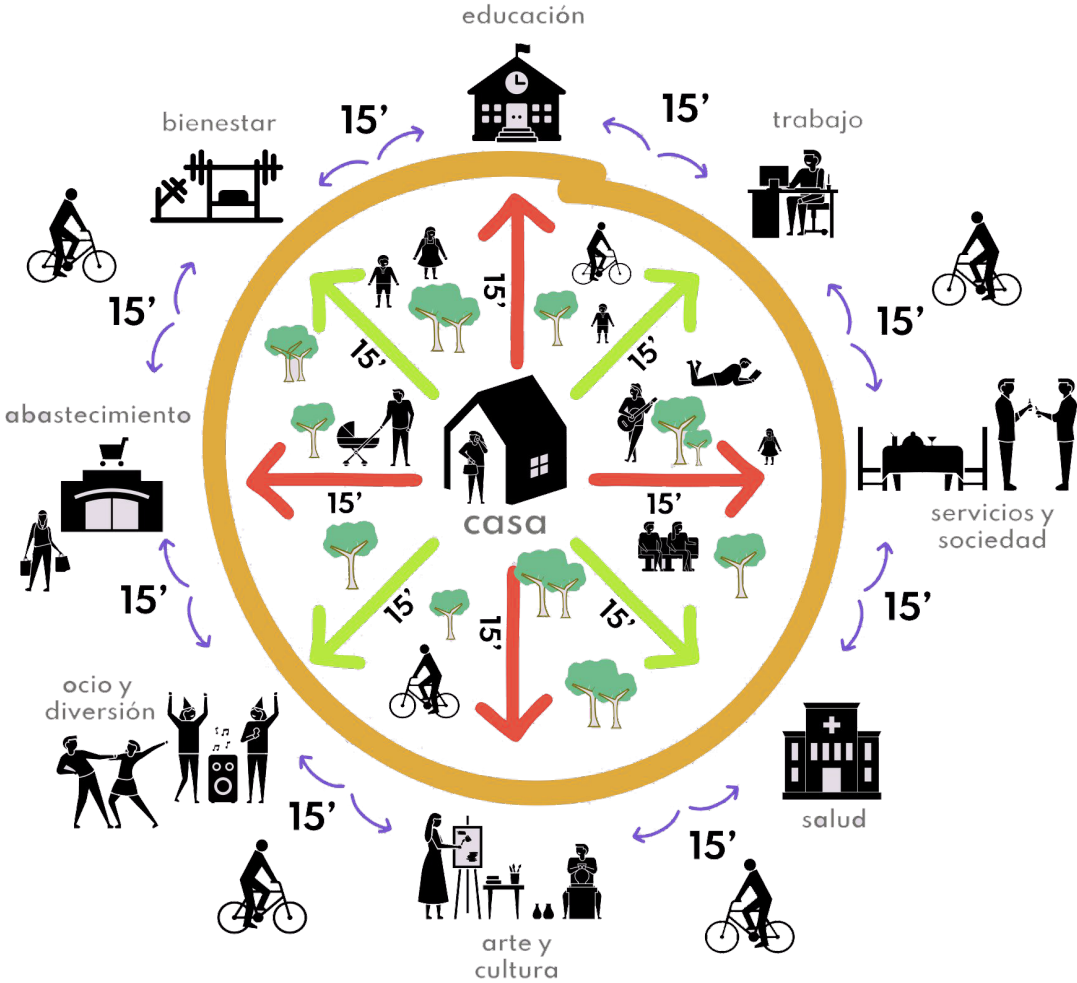 educación
15'
15'
bienestar
trabajo
15'
15'
15'
15'
15'
abastecimiento
15'
15'
casa
servicios y
sociedad
15'
15'
15'
15'
15'
ocio y
diversión
15'
15'
salud
arte y
cultura